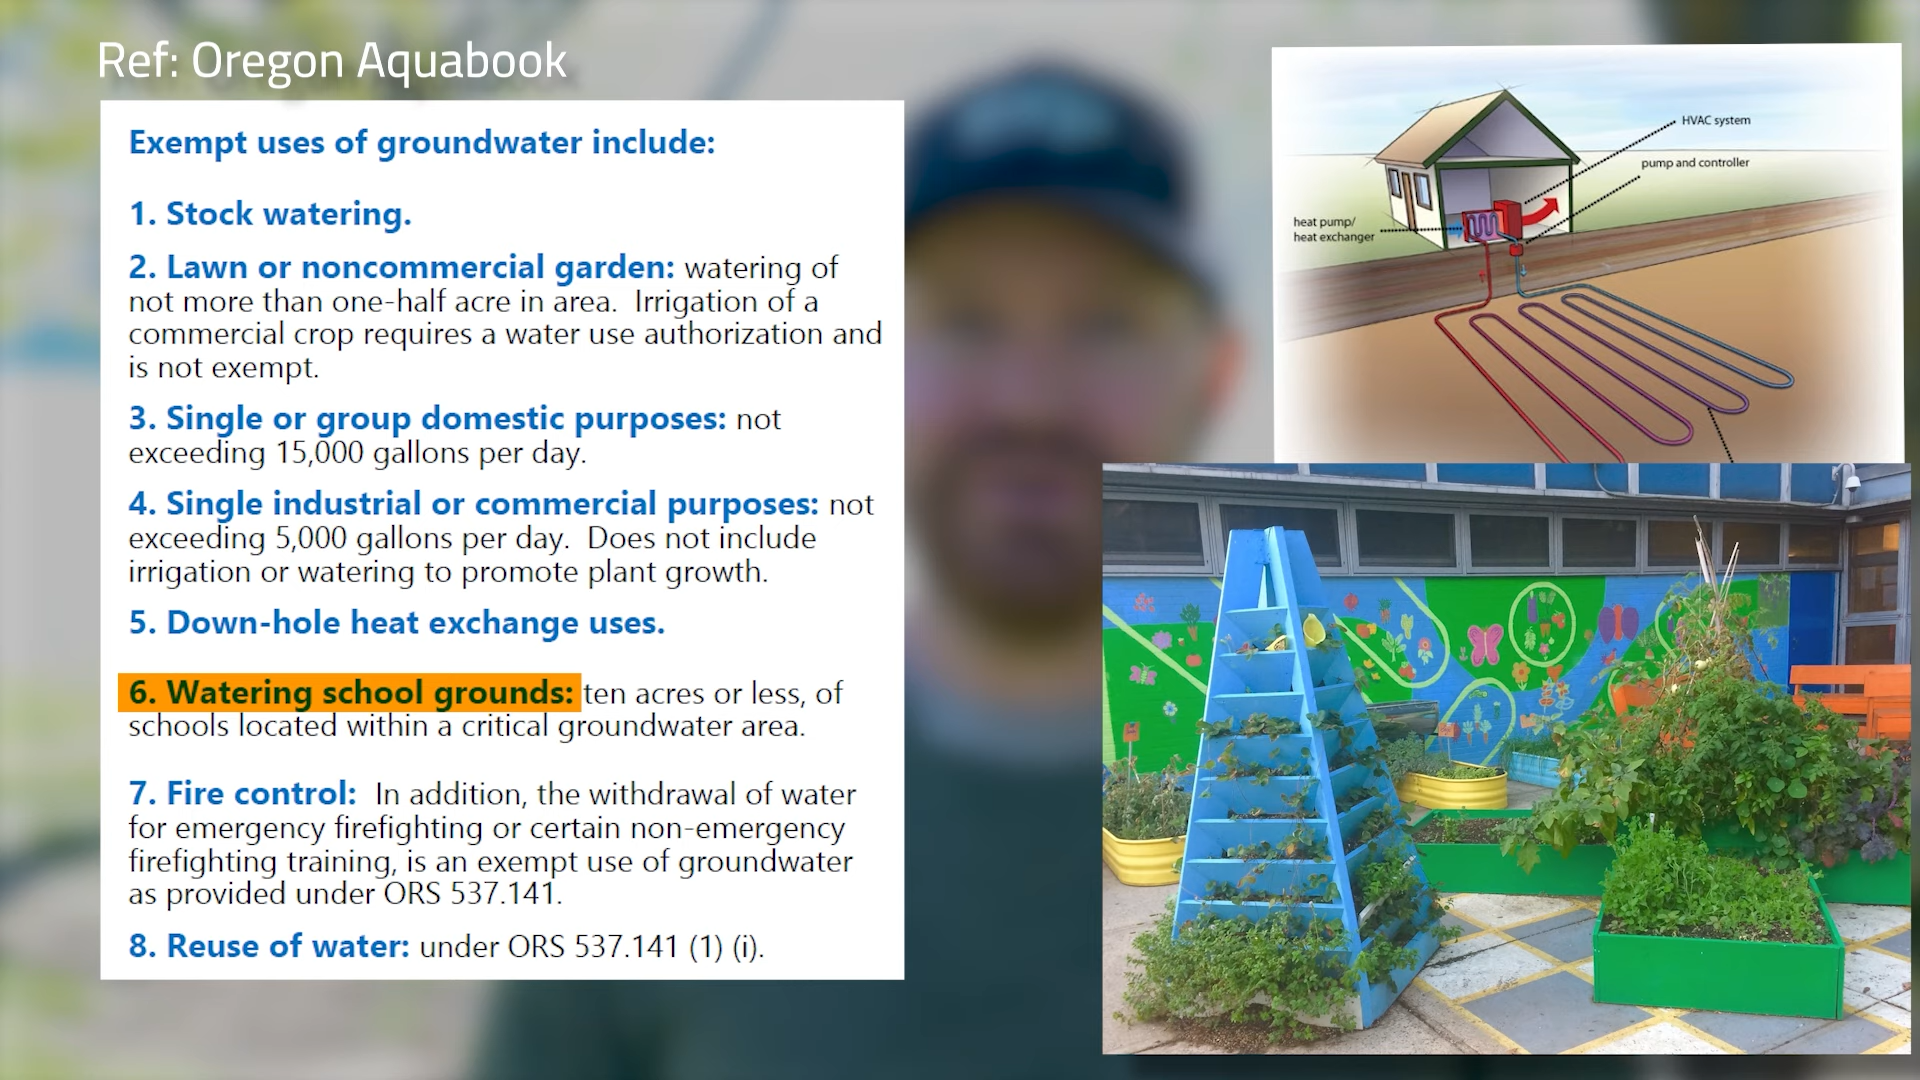 Ref: Oregon Aquabook
Exempt uses of groundwater include:
1. Stock watering.
2. Lawn or noncommercial garden: watering of
not more than one-half acre in area. Irrigation of a
commercial crop requires a water use authorization and
is not exempt.
3. Single or group domestic purposes: not
exceeding 15,000 gallons per day.
4. Single industrial or commercial purposes: not
exceeding 5,000 gallons per day. Does not include
irrigation or watering to promote plant growth.
5. Down-hole heat exchange uses.
6. Watering school grounds: ten acres or less, of
schools located within a critical groundwater area.
7. Fire control: In addition, the withdrawal of water
for emergency firefighting or certain non-emergency
firefighting training, is an exempt use of groundwater
as provided under ORS 537.141.
8. Reuse of water: under ORS 537.141 (1) (i).
HVAC system
pump and controller
heat pump/
heat exchanger